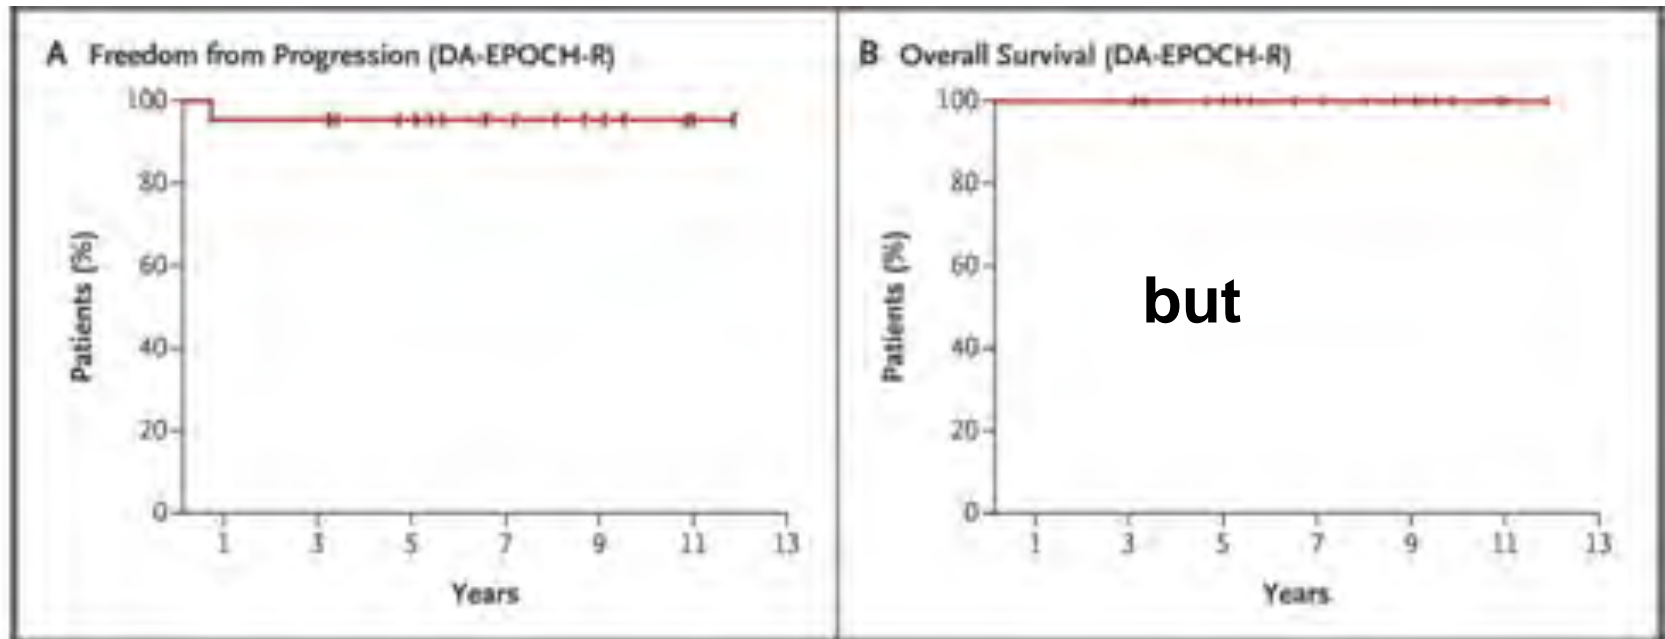 A Freedom from Progression (DA-EPOCH-R)
100
80
60
40
20
0
Patients (%)
1 3 5 7 9 11 13
Years
B Overall Survival (DA-EPOCH-R)
100
80
60
40
20
0
Patients (%)
but
1 3 5 7 9 11 13
Years